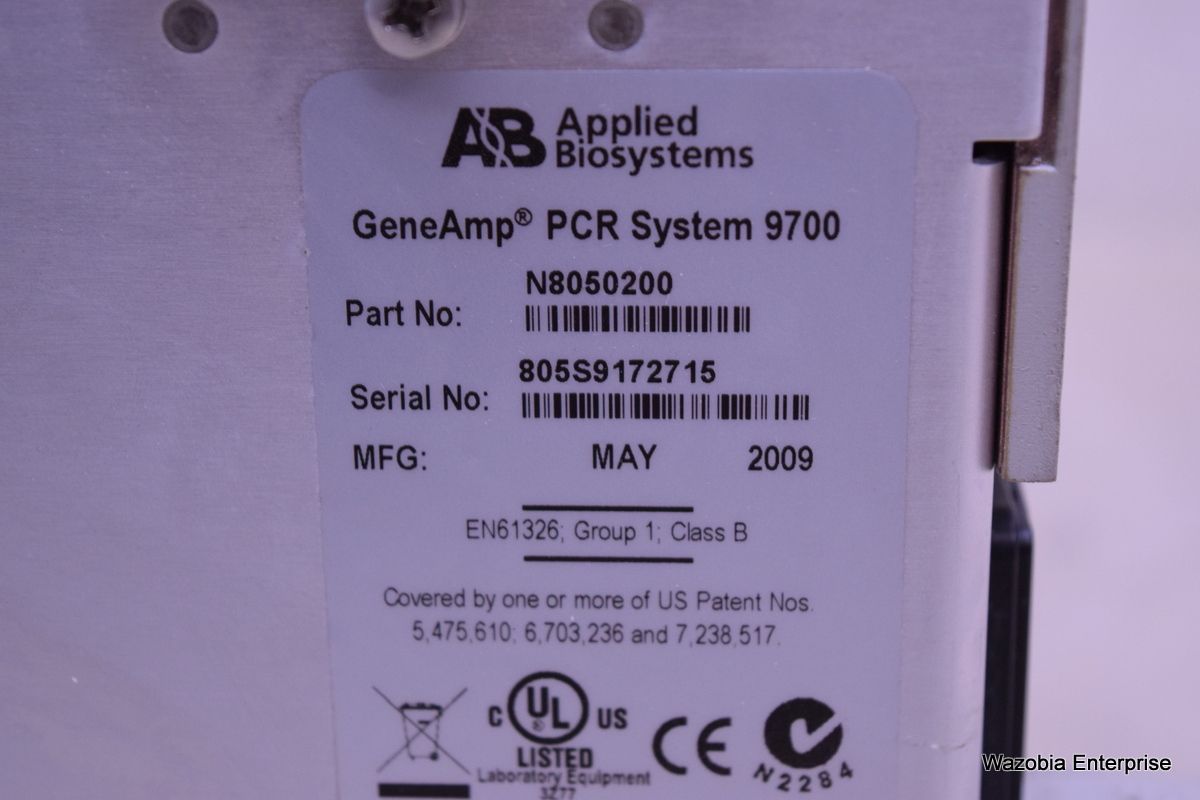 AB Applied
Biosystems
GeneAmp® PCR System 9700
N8050200
Part No:
805S9172715
Serial No:
MFG: MAY 2009
EN61326; Group 1; Class B
Covered by one or more of US Patent Nos.
5,475,610; 6,703,236 and 7,238,517.
C UL® US
LISTED
Laboratory Equipment
3Z77
CE
N2284
Wazobia Enterprise